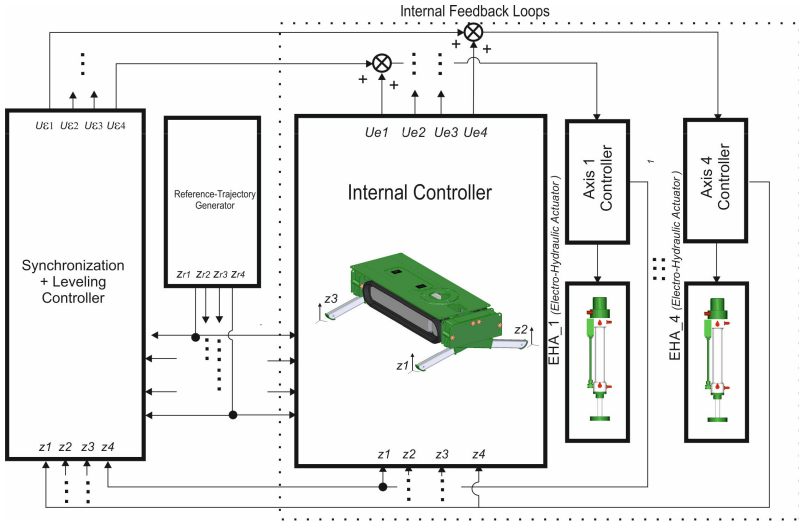 Internal Feedback Loops
+
+
+
+
Uε1 Uε2 Uε3 Uε4
Synchronization
+ Leveling
Controller
z1 z2 z3 z4
Reference-Trajectory
Generator
Zr1 Zr2 Zr3 Zr4
Ue1 Ue2 Ue3 Ue4
Internal Controller
z3
z2
z1
z1 z2 z3 z4
Axis 1
Controller
EHA_1 (Electro-Hydraulic Actuator )
1
Axis 4
Controller
EHA_4 (Electro-Hydraulic Actuator )